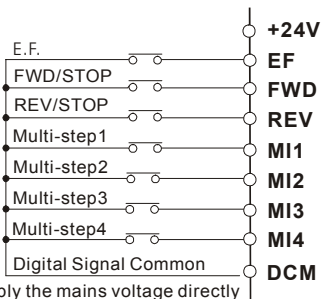 +24V
E.F.
EF
FWD/STOP
FWD
REV/STOP
REV
Multi-step1
MI1
Multi-step2
MI2
Multi-step3
MI3
Multi-step4
MI4
Digital Signal Common
DCM
the mains voltage directly